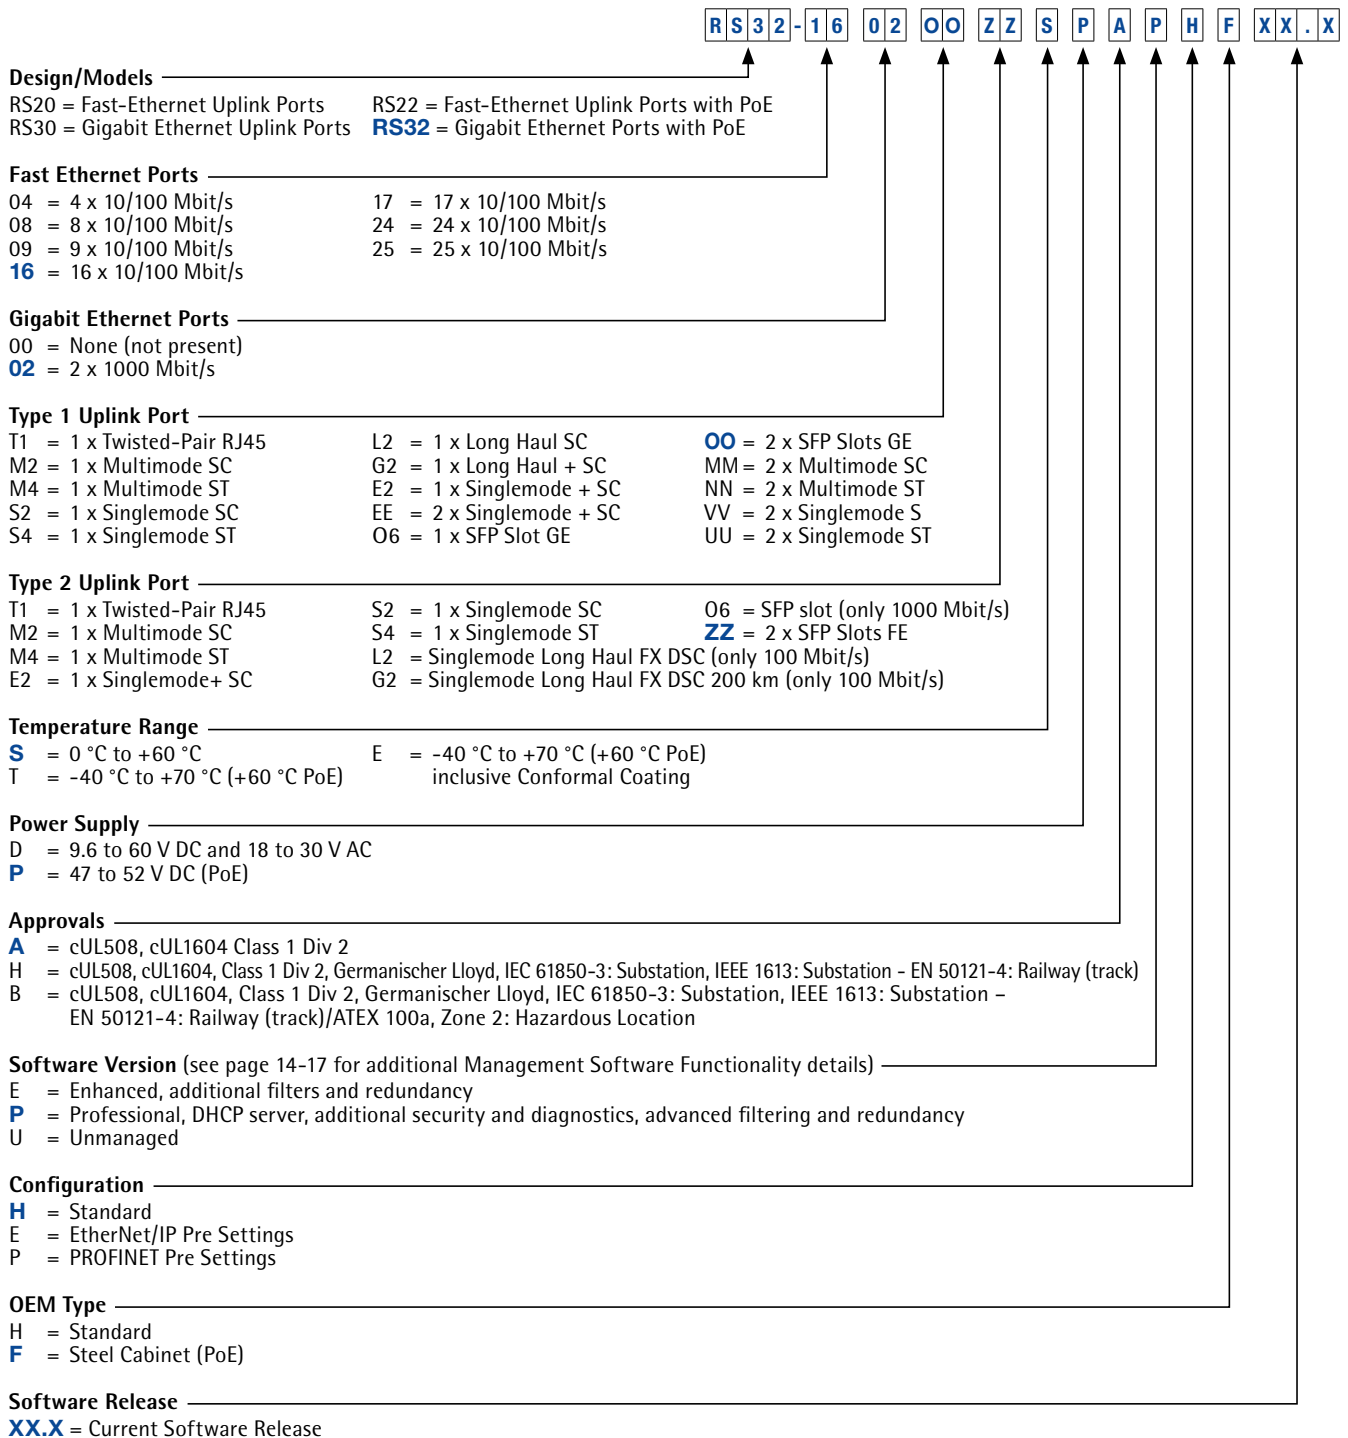 RS32-16 02 OO ZZ S P A P H F XX.X
Design/Models
RS20 = Fast-Ethernet Uplink Ports RS22 = Fast-Ethernet Uplink Ports with PoE
RS30 = Gigabit Ethernet Uplink Ports RS32 = Gigabit Ethernet Ports with PoE
Fast Ethernet Ports
04 = 4 x 10/100 Mbit/s 17 = 17 x 10/100 Mbit/s
08 = 8 x 10/100 Mbit/s 24 = 24 x 10/100 Mbit/s
09 = 9 x 10/100 Mbit/s 25 = 25 x 10/100 Mbit/s
16 = 16 x 10/100 Mbit/s
Gigabit Ethernet Ports
00 = None (not present)
02 = 2 x 1000 Mbit/s
Type 1 Uplink Port
T1 = 1 x Twisted-Pair RJ45 L2 = 1 x Long Haul SC OO = 2 x SFP Slots GE
M2 = 1 x Multimode SC G2 = 1 x Long Haul + SC MM = 2 x Multimode SC
M4 = 1 x Multimode ST E2 = 1 x Singlemode + SC NN = 2 x Multimode ST
S2 = 1 x Singlemode SC EE = 2 x Singlemode + SC VV = 2 x Singlemode S
S4 = 1 x Singlemode ST O6 = 1 x SFP Slot GE UU = 2 x Singlemode ST
Type 2 Uplink Port
T1 = 1 x Twisted-Pair RJ45 S2 = 1 x Singlemode SC O6 = SFP slot (only 1000 Mbit/s)
M2 = 1 x Multimode SC S4 = 1 x Singlemode ST ZZ = 2 x SFP Slots FE
M4 = 1 x Multimode ST L2 = Singlemode Long Haul FX DSC (only 100 Mbit/s)
E2 = 1 x Singlemode+ SC G2 = Singlemode Long Haul FX DSC 200 km (only 100 Mbit/s)
Temperature Range
S = 0 °C to +60 °C E = -40 °C to +70 °C (+60 °C PoE)
T = -40 °C to +70 °C (+60 °C PoE) inclusive Conformal Coating
Power Supply
D = 9.6 to 60 V DC and 18 to 30 V AC
P = 47 to 52 V DC (PoE)
Approvals
A = cUL508, cUL1604 Class 1 Div 2
H = cUL508, cUL1604, Class 1 Div 2, Germanischer Lloyd, IEC 61850-3: Substation, IEEE 1613: Substation - EN 50121-4: Railway (track)
B = cUL508, cUL1604, Class 1 Div 2, Germanischer Lloyd, IEC 61850-3: Substation, IEEE 1613: Substation –
EN 50121-4: Railway (track)/ATEX 100a, Zone 2: Hazardous Location
Software Version (see page 14-17 for additional Management Software Functionality details)
E = Enhanced, additional filters and redundancy
P = Professional, DHCP server, additional security and diagnostics, advanced filtering and redundancy
U = Unmanaged
Configuration
H = Standard
E = EtherNet/IP Pre Settings
P = PROFINET Pre Settings
OEM Type
H = Standard
F = Steel Cabinet (PoE)
Software Release
XX.X = Current Software Release